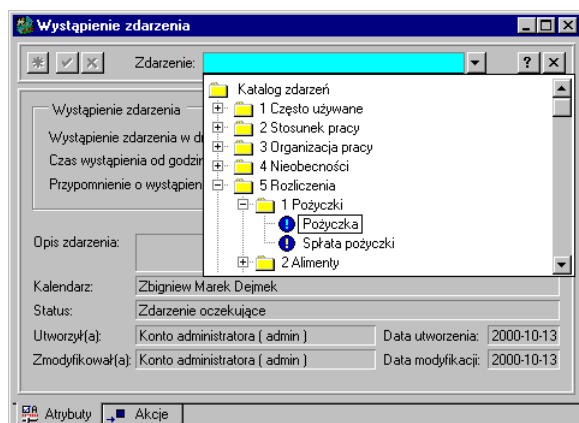 Wystąpienie zdarzenia
Zdarzenie:
?
Katalog zdarzeń
1 Często używane
2 Stosunek pracy
3 Organizacja pracy
4 Nieobecności
5 Rozliczenia
1 Pożyczki
Pożyczka
Spłata pożyczki
2 Alimenty
Wystąpienie zdarzenia
Wystąpienie zdarzenia w
Czas wystąpienia od
Przypomnienie o
Opis zdarzenia:
Kalendarz: Zbigniew Marek Dejmek
Status: Zdarzenie oczekujące
Utworzył(a): Konto administratora ( admin ) Data utworzenia: 2000-10-13
Zmodyfikował(a): Konto administratora ( admin ) Data modyfikacji: 2000-10-13
Atrybuty Akcje